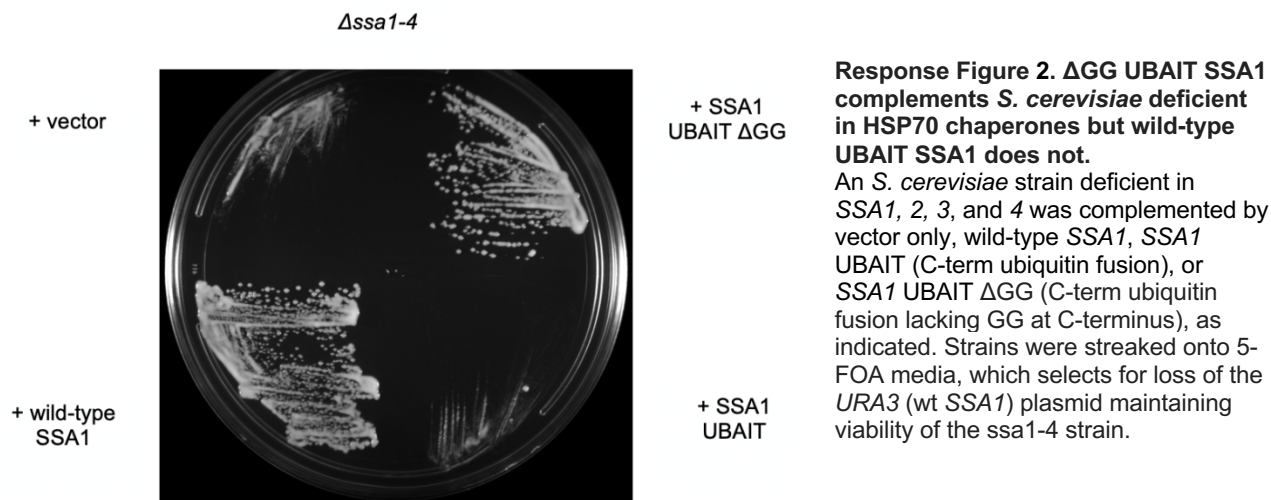 Δssa1-4
+ vector
+ SSA1
UBAIT ΔGG
+ wild-type
SSA1
+ SSA1
UBAIT
Response Figure 2. ΔGG UBAIT SSA1
complements S. cerevisiae deficient
in HSP70 chaperones but wild-type
UBAIT SSA1 does not.
An S. cerevisiae strain deficient in
SSA1, 2, 3, and 4 was complemented by
vector only, wild-type SSA1, SSA1
UBAIT (C-term ubiquitin fusion), or
SSA1 UBAIT ΔGG (C-term ubiquitin
fusion lacking GG at C-terminus), as
indicated. Strains were streaked onto 5-
FOA media, which selects for loss of the
URA3 (wt SSA1) plasmid maintaining
viability of the ssa1-4 strain.